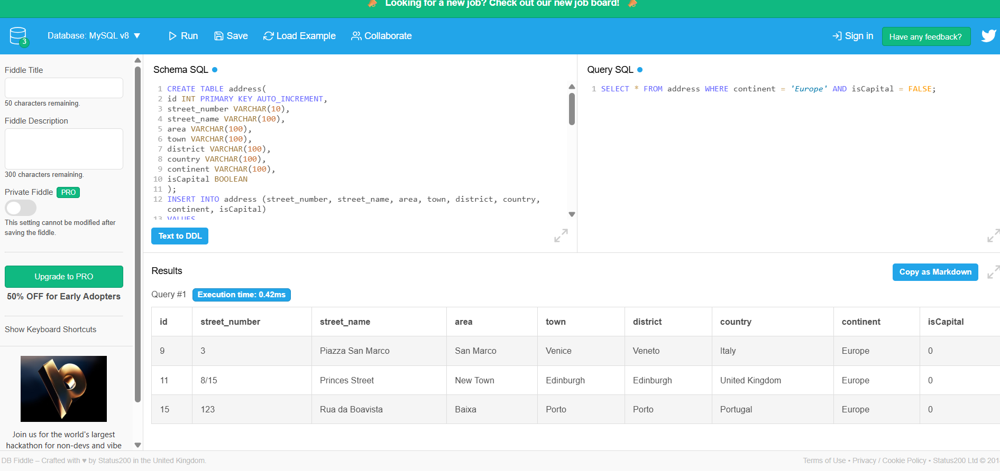 Looking for a new job? Check out our new job board!
3
Database: MySQL v8 ▼
Run
Save
Load Example
Collaborate
Sign in
Have any feedback?
Fiddle Title
50 characters remaining.
Fiddle Description
300 characters remaining.
Private Fiddle PRO
This setting cannot be modified after
saving the fiddle.
Upgrade to PRO
50% OFF for Early Adopters
Show Keyboard Shortcuts
Join us for the world's largest
hackathon for non-devs and vibe
Schema SQL
1 CREATE TABLE address(
2 id INT PRIMARY KEY AUTO_INCREMENT,
3 street_number VARCHAR(10),
4 street_name VARCHAR(100),
5 area VARCHAR(100),
6 town VARCHAR(100),
7 district VARCHAR(100),
8 country VARCHAR(100),
9 continent VARCHAR(100),
10 isCapital BOOLEAN
11 );
12 INSERT INTO address (street_number, street_name, area, town, district, country,
continent, isCapital)
13 VALUES
Text to DDL
Query SQL
1 SELECT * FROM address WHERE continent = 'Europe' AND isCapital = FALSE;
Results
Copy as Markdown
Query #1 Execution time: 0.42ms
id street_number street_name area town district country continent isCapital
9 3 Piazza San Marco San Marco Venice Veneto Italy Europe 0
11 8/15 Princes Street New Town Edinburgh Edinburgh United Kingdom Europe 0
15 123 Rua da Boavista Baixa Porto Porto Portugal Europe 0
DB Fiddle – Crafted with ♥ by Status200 in the United Kingdom.
Terms of Use • Privacy / Cookie Policy • Status200 Ltd © 201